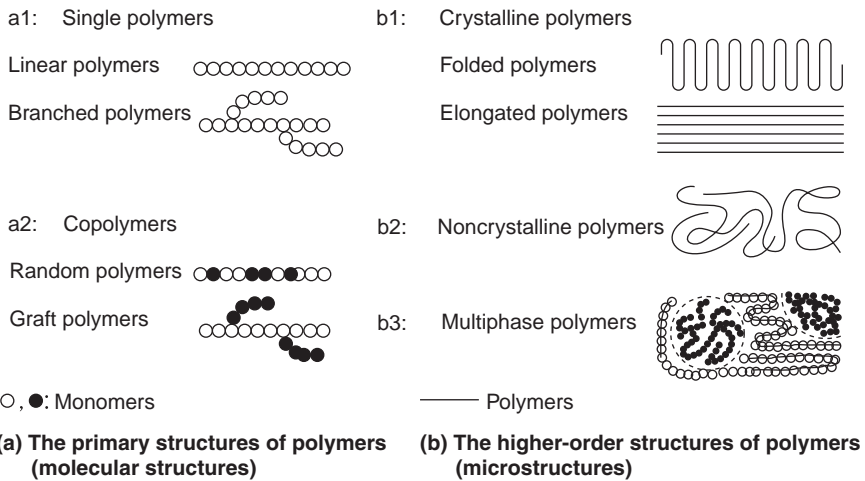 a1: Single polymers
Linear polymers
Branched polymers
a2: Copolymers
Random polymers
Graft polymers
, : Monomers
(a) The primary structures of polymers
(molecular structures)
b1: Crystalline polymers
Folded polymers
Elongated polymers
b2: Noncrystalline polymers
b3: Multiphase polymers
Polymers
(b) The higher-order structures of polymers
(microstructures)